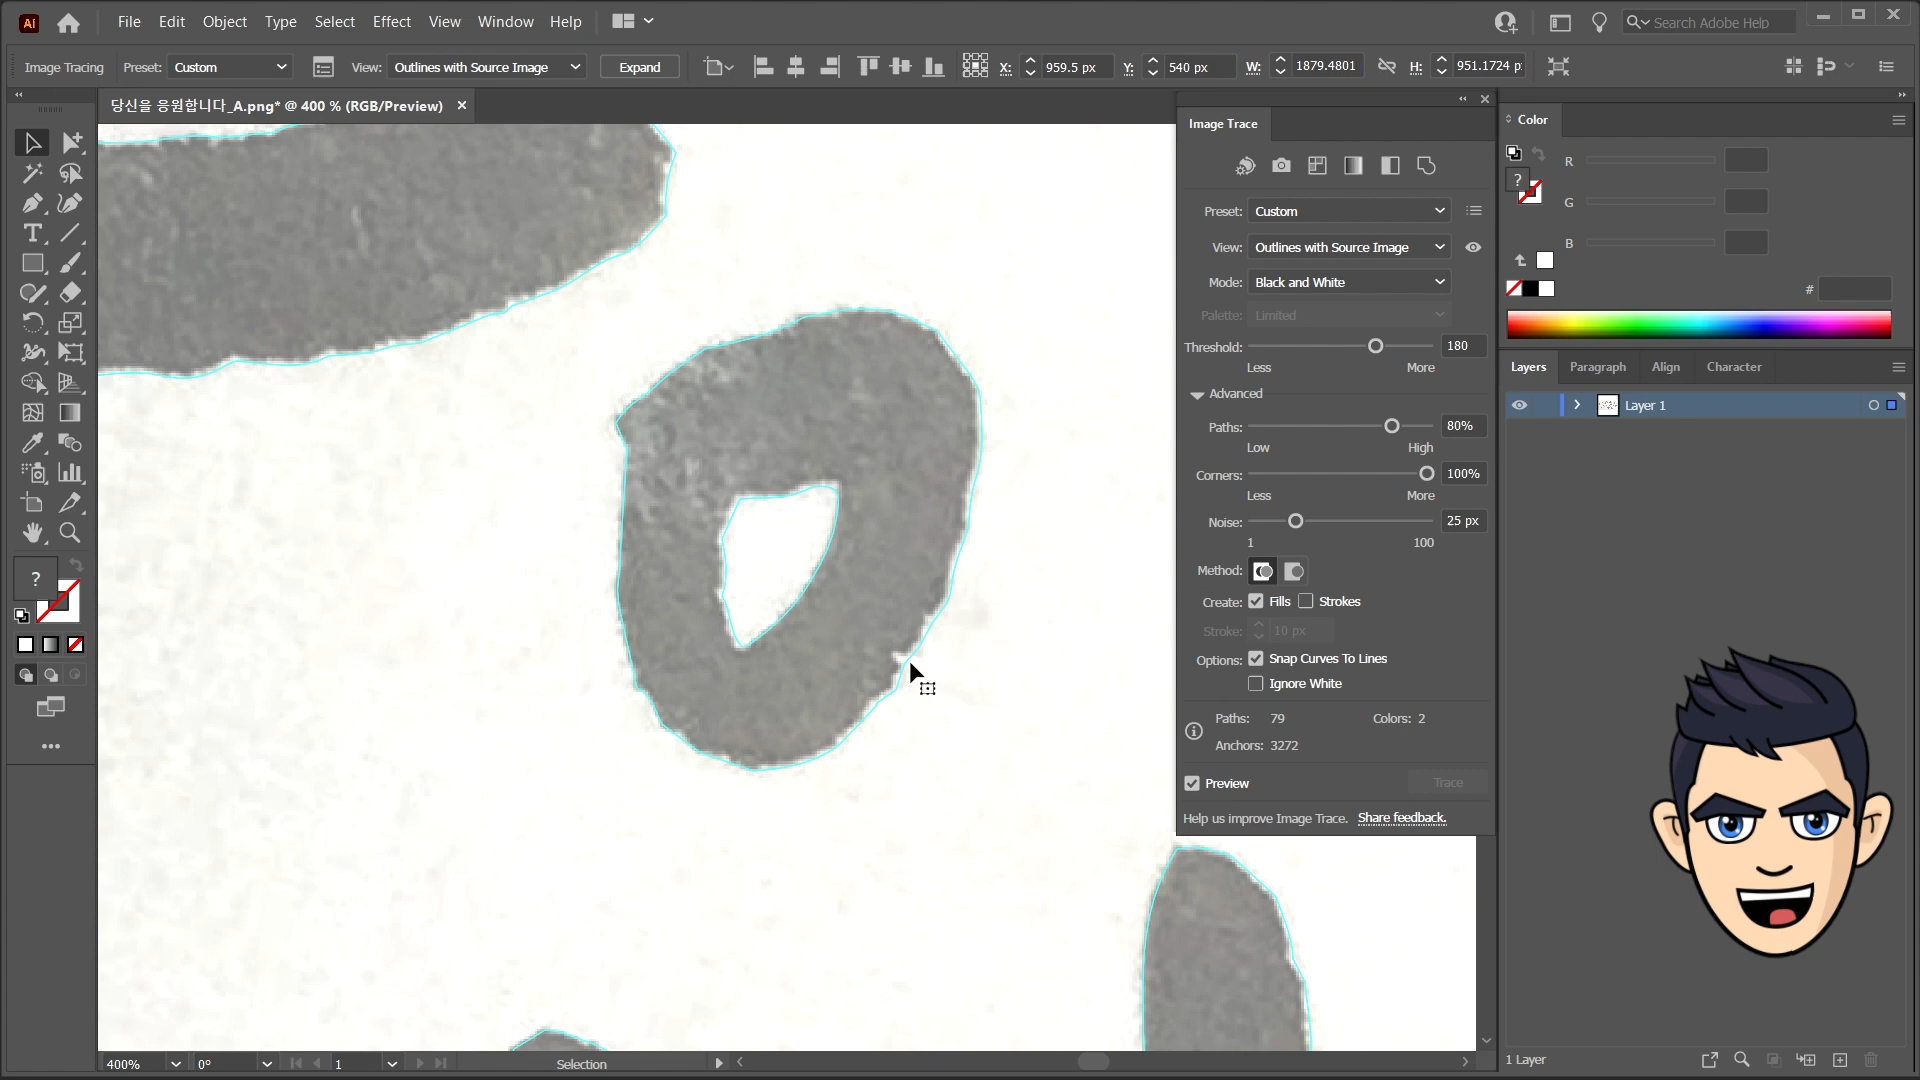 Ai File Edit Object Type Select Effect View Window Help Search Adobe Help
Image Tracing Preset: Custom View: Outlines with Source Image Expand X: 959.5 px Y: 540 px W: 1879.4801 H: 951.1724 p
당신을 응원합니다_A.png* @ 400 % (RGB/Preview)
Image Trace
Preset: Custom
View: Outlines with Source Image
Mode: Black and White
Palette: Limited
Threshold: 180
Less More
Advanced
Paths: 80%
Low High
Corners: 100%
Less More
Noise: 25 px
1 100
Method:
Create: Fills Strokes
Stroke: 10 px
Options: Snap Curves To Lines
Ignore White
Paths: 79 Colors: 2
Anchors: 3272
Preview Trace
Help us improve Image Trace. Share feedback.
Color
R
G
B
#
Layers Paragraph Align Character
Layer 1
?
?
400% 0° 1 Selection
1 Layer